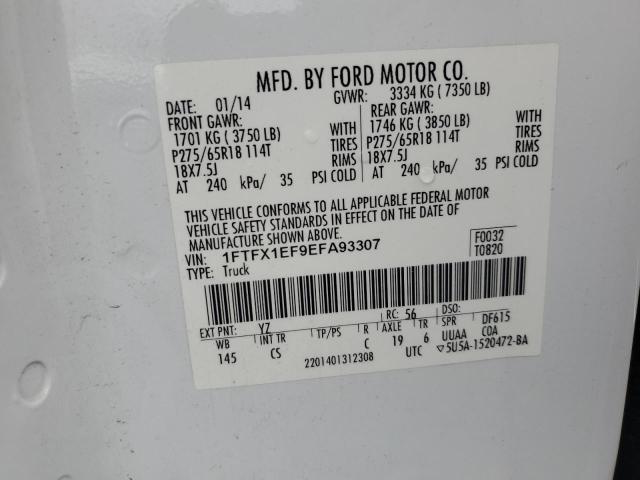 MFD. BY FORD MOTOR CO.
DATE: 01/14 GVWR: 3334 KG ( 7350 LB)
FRONT GAWR: REAR GAWR:
1701 KG ( 3750 LB) WITH 1746 KG ( 3850 LB) WITH
P275/65R18 114T TIRES P275/65R18 114T TIRES
18X7.5J RIMS 18X7.5J RIMS
AT 240 kPa/ 35 PSI COLD AT 240 kPa/ 35 PSI COLD
THIS VEHICLE CONFORMS TO ALL APPLICABLE FEDERAL MOTOR
VEHICLE SAFETY STANDARDS IN EFFECT ON THE DATE OF
MANUFACTURE SHOWN ABOVE.
VIN: 1FTFX1EF9EFA93307 F0032
TYPE: Truck T0820
EXT PNT: YZ RC: 56 DSO:
WB INT TR TP/PS R AXLE TR SPR DF615
145 CS C 19 6 UUAA COA
2201401312308 UTC ▽5U5A-1520472-BA